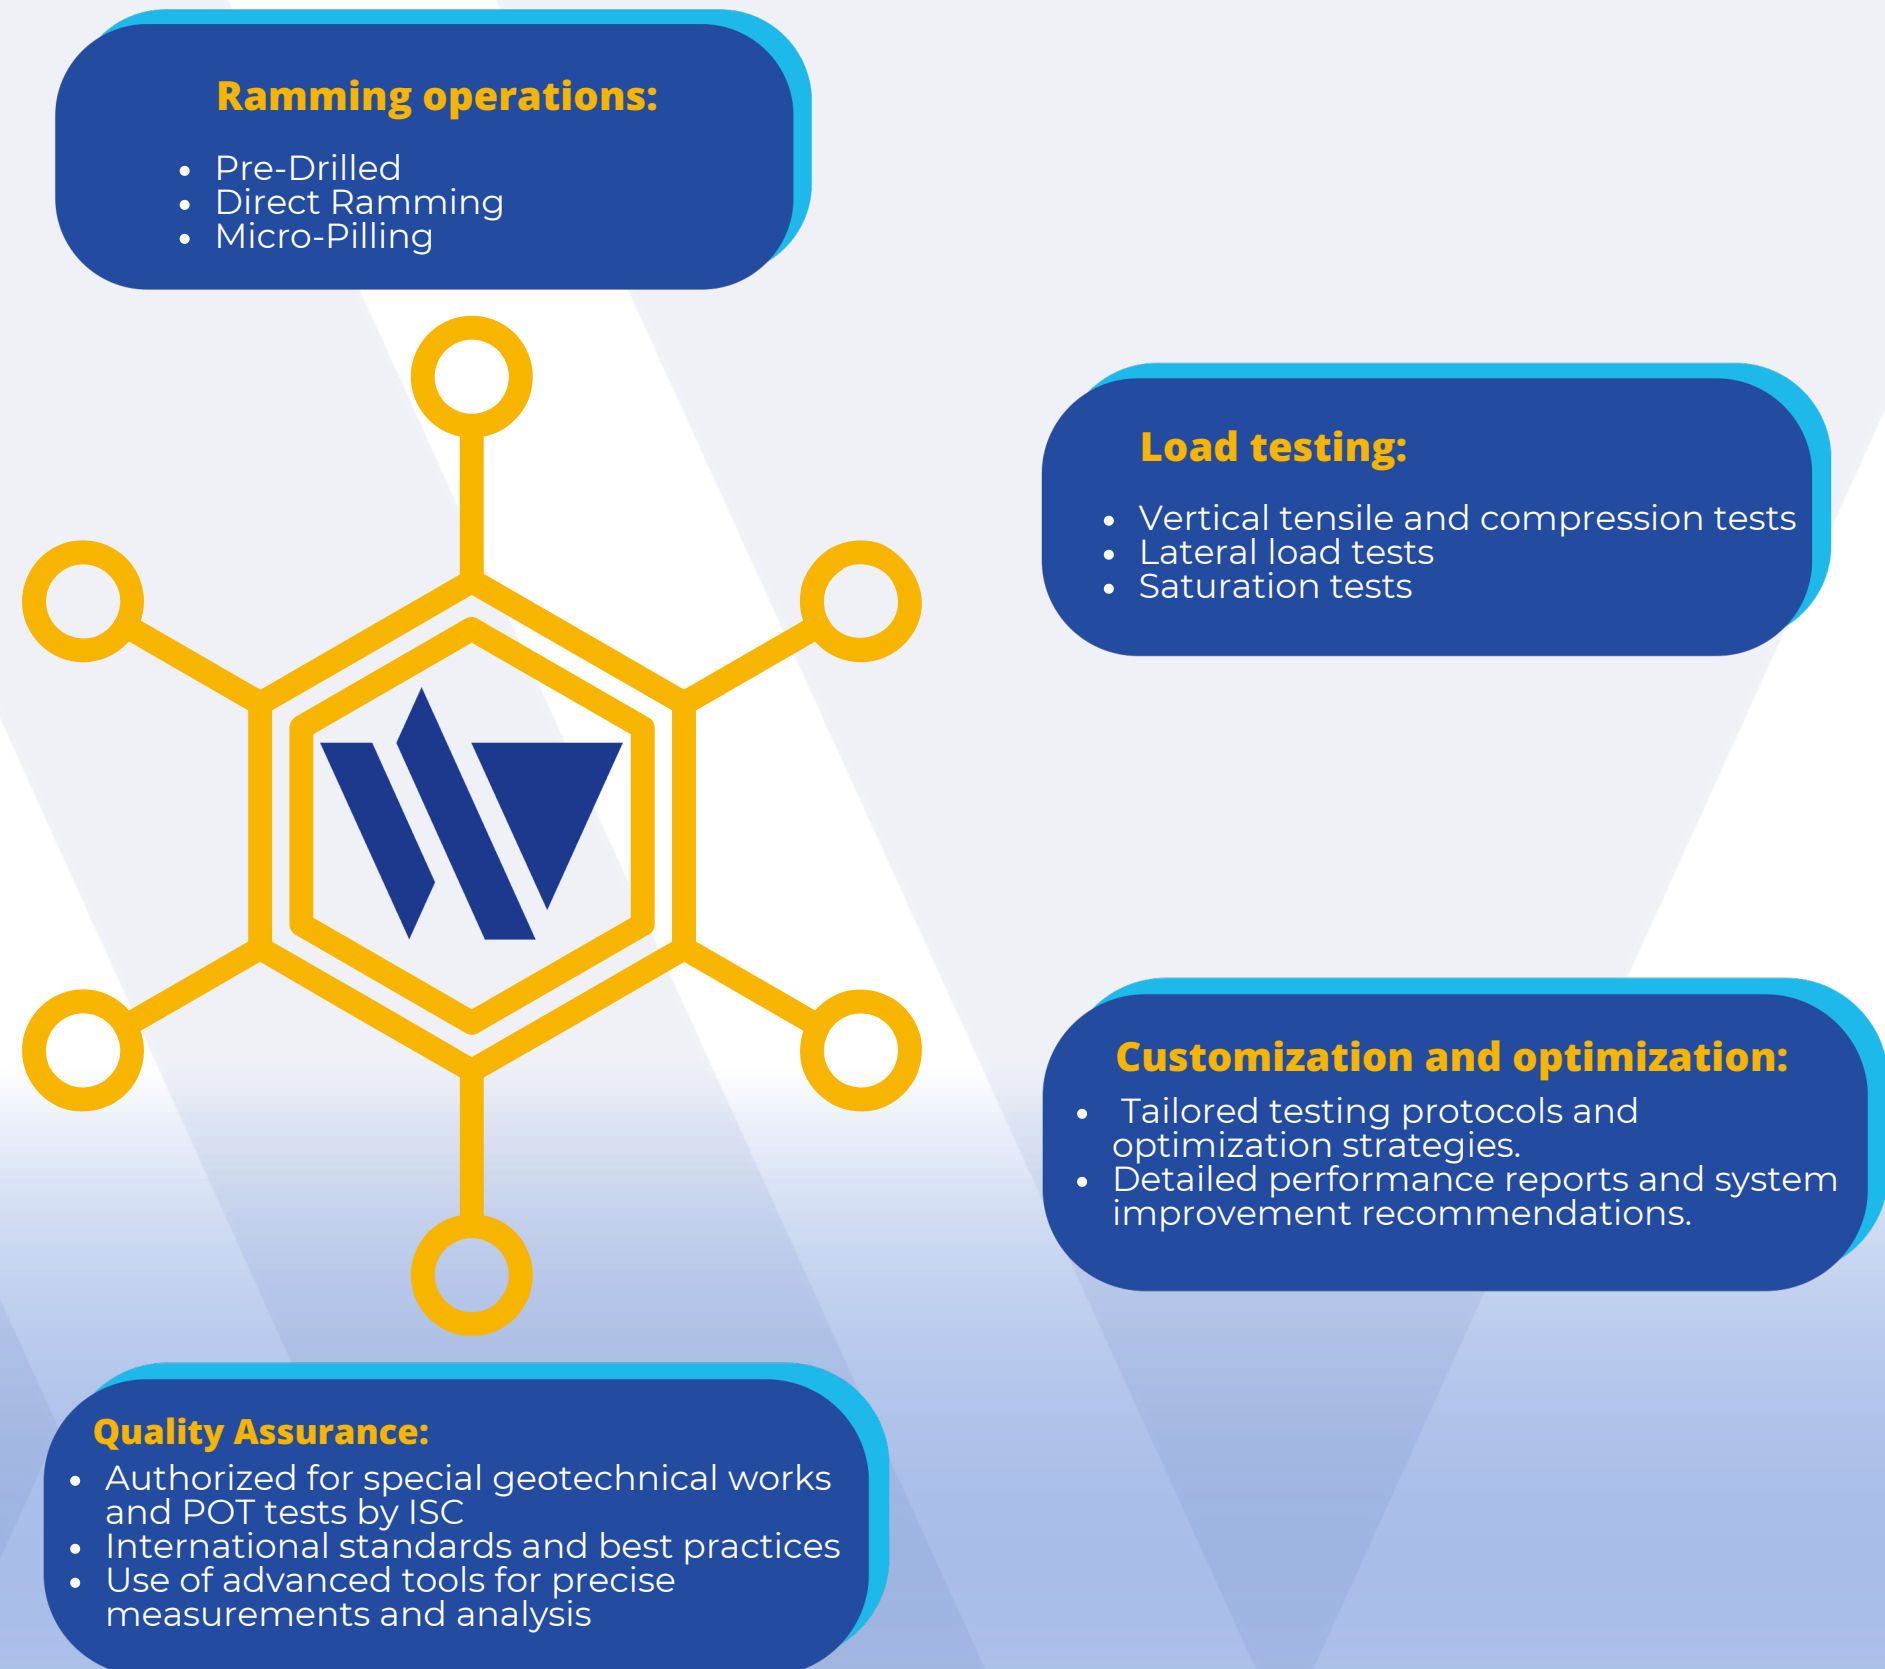 Ramming operations:
• Pre-Drilled
• Direct Ramming
• Micro-Pilling
Load testing:
• Vertical tensile and compression tests
• Lateral load tests
• Saturation tests
Customization and optimization:
• Tailored testing protocols and
optimization strategies.
• Detailed performance reports and system
improvement recommendations.
Quality Assurance:
• Authorized for special geotechnical works
and POT tests by ISC
• International standards and best practices
• Use of advanced tools for precise
measurements and analysis